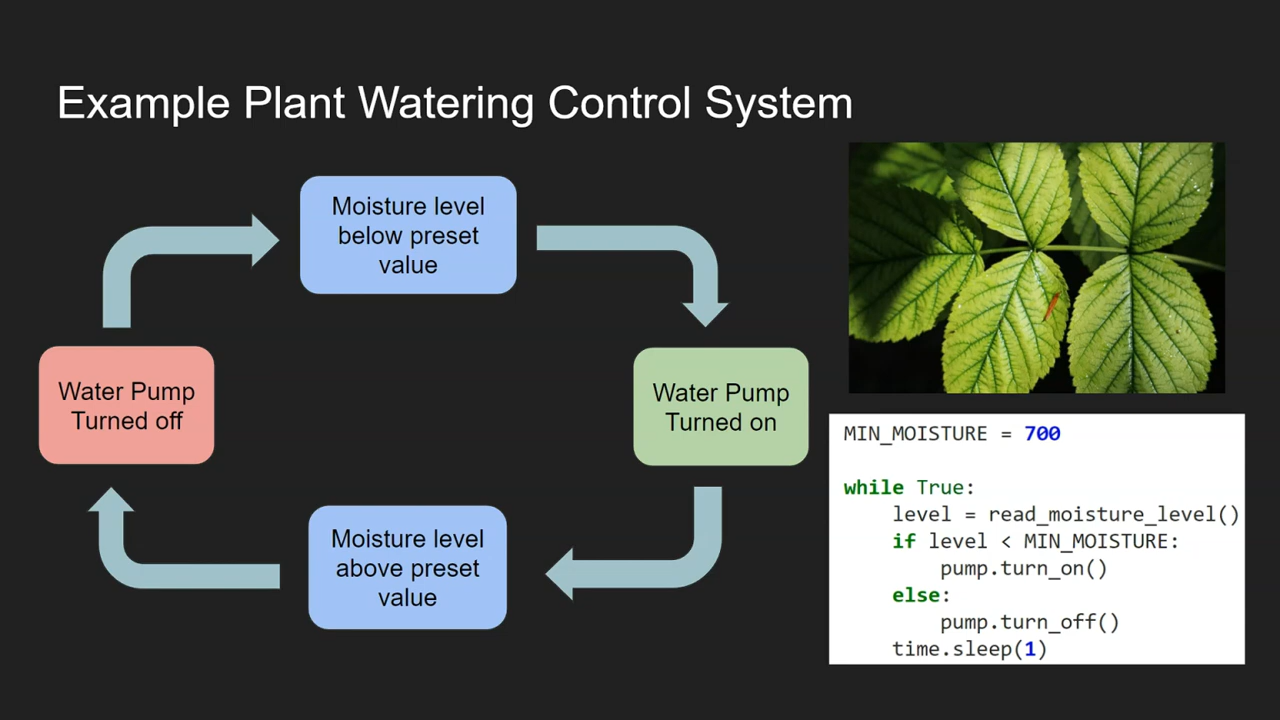 Example Plant Watering Control System
Moisture level
below preset
value
Water Pump
Turned off
Water Pump
Turned on
Moisture level
above preset
value
MIN_MOISTURE = 700
while True:
    level = read_moisture_level()
    if level < MIN_MOISTURE:
        pump.turn_on()
    else:
        pump.turn_off()
    time.sleep(1)